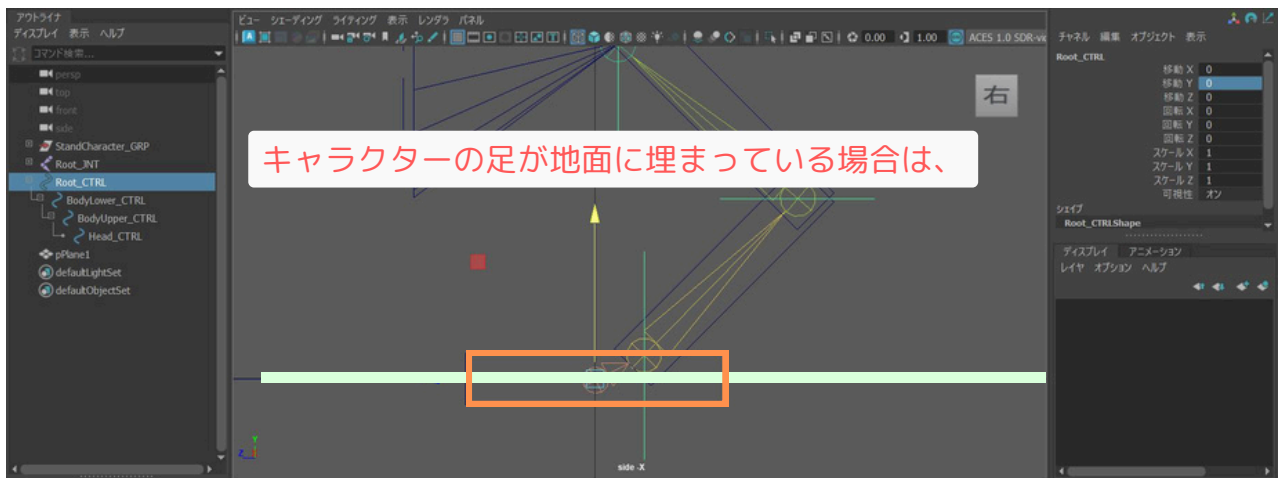 アウトライナ
ディスプレイ 表示 ヘルプ
コマンド検索...
persp
top
front
side
StandCharacter_GRP
Root_JNT
Root_CTRL
BodyLower_CTRL
BodyUpper_CTRL
Head_CTRL
pPlane1
defaultLightSet
defaultObjectSet
ビュー シェーディング ライティング 表示 レンダラ パネル
0.00 1.00 ACES 1.0 SDR-vi
右
キャラクターの足が地面に埋まっている場合は、
Y
Z
side -X
チャネル 編集 オブジェクト 表示
Root_CTRL
移動 X 0
移動 Y 0
移動 Z 0
回転 X 0
回転 Y 0
回転 Z 0
スケール X 1
スケール Y 1
スケール Z 1
可視性 オン
シェイプ
Root_CTRLShape
ディスプレイ アニメーション
レイヤ オプション ヘルプ